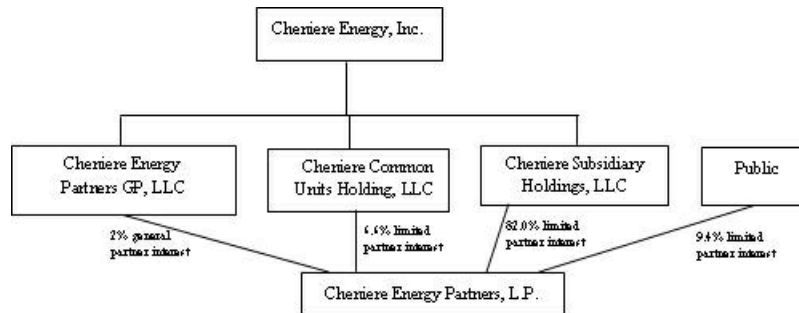 Cheniere Energy, Inc.
Cheniere Energy
Partners GP, LLC
Cheniere Common
Units Holding, LLC
Cheniere Subsidiary
Holdings, LLC
Public
2% general
partner interest
6.6% limited
partner interest
82.0% limited
partner interest
9.4% limited
partner interest
Cheniere Energy Partners, L.P.